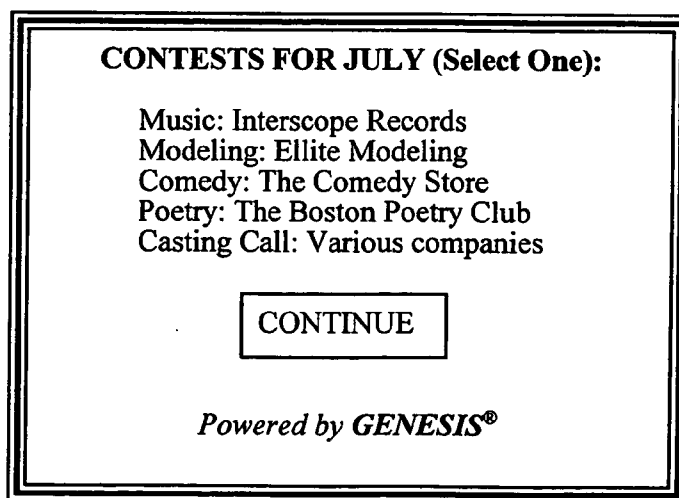 CONTESTS FOR JULY (Select One):
Music: Interscope Records
Modeling: Ellite Modeling
Comedy: The Comedy Store
Poetry: The Boston Poetry Club
Casting Call: Various companies
CONTINUE
Powered by GENESIS®